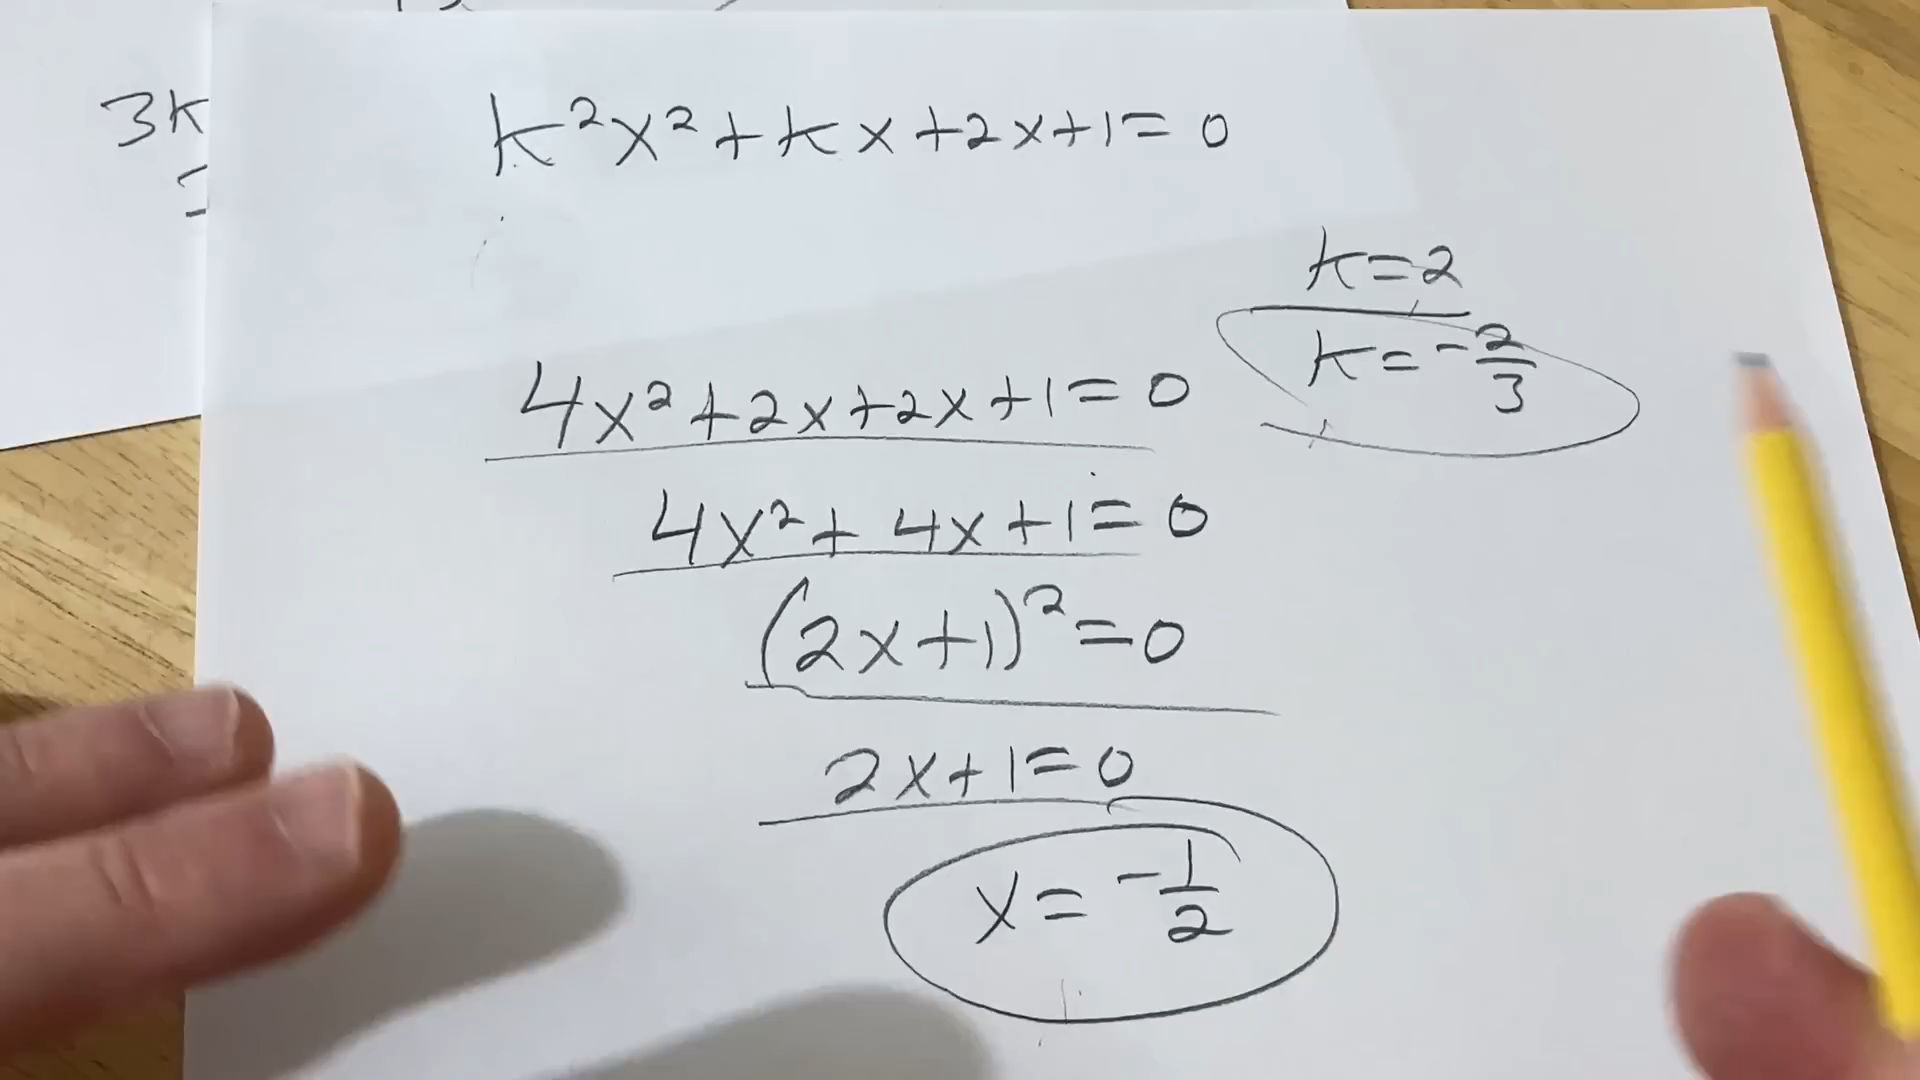 3k
k²x² + kx + 2x + 1 = 0
k = 2
k = -2/3
4x² + 2x + 2x + 1 = 0
4x² + 4x + 1 = 0
(2x + 1)² = 0
2x + 1 = 0
x = -1/2